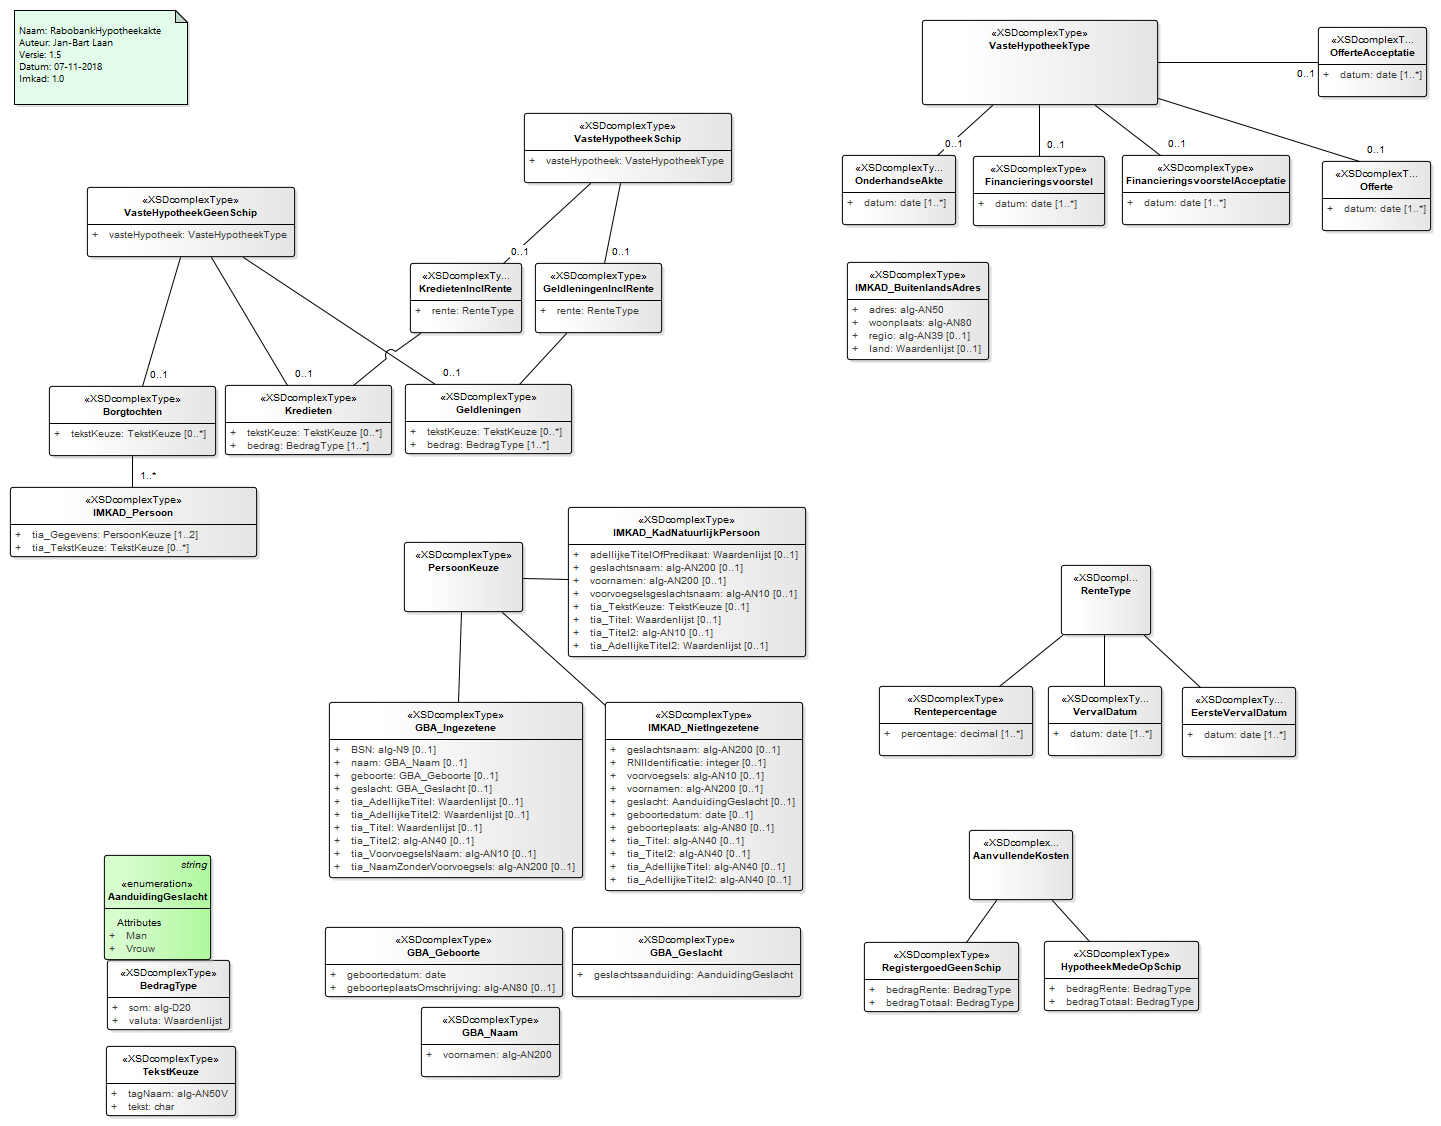 Naam: RabobankHypotheekakte
Auteur: Jan-Bart Laan
Versie: 1.5
Datum: 07-11-2018
Imkad: 1.0
«XSDcomplexType»
VasteHypotheekType
«XSDcomplexT...
OfferteAcceptatie
+ datum: date [1..*]
0..1
0..1
0..1
0..1
0..1
«XSDcomplexTy...
OnderhandseAkte
+ datum: date [1..*]
«XSDcomplexType»
Financieringsvoorstel
+ datum: date [1..*]
«XSDcomplexType»
FinancieringsvoorstelAcceptatie
+ datum: date [1..*]
«XSDcomplexT...
Offerte
+ datum: date [1..*]
«XSDcomplexType»
VasteHypotheekSchip
+ vasteHypotheek: VasteHypotheekType
«XSDcomplexType»
VasteHypotheekGeenSchip
+ vasteHypotheek: VasteHypotheekType
0..1
0..1
«XSDcomplexTy...
KredietenInclRente
+ rente: RenteType
«XSDcomplexType»
GeldleningenInclRente
+ rente: RenteType
«XSDcomplexType»
IMKAD_BuitenlandsAdres
+ adres: alg-AN50
+ woonplaats: alg-AN80
+ regio: alg-AN39 [0..1]
+ land: Waardenlijst [0..1]
0..1
0..1
0..1
«XSDcomplexType»
Borgtochten
+ tekstKeuze: TekstKeuze [0..*]
«XSDcomplexType»
Kredieten
+ tekstKeuze: TekstKeuze [0..*]
+ bedrag: BedragType [1..*]
«XSDcomplexType»
Geldleningen
+ tekstKeuze: TekstKeuze [0..*]
+ bedrag: BedragType [1..*]
1..*
«XSDcomplexType»
IMKAD_Persoon
+ tia_Gegevens: PersoonKeuze [1..2]
+ tia_TekstKeuze: TekstKeuze [0..*]
«XSDcomplexType»
PersoonKeuze
«XSDcomplexType»
IMKAD_KadNatuurlijkPersoon
+ adellijkeTitelOfPredikaat: Waardenlijst [0..1]
+ geslachtsnaam: alg-AN200 [0..1]
+ voornamen: alg-AN200 [0..1]
+ voorvoegselsgeslachtsnaam: alg-AN10 [0..1]
+ tia_TekstKeuze: TekstKeuze [0..1]
+ tia_Titel: Waardenlijst [0..1]
+ tia_Titel2: alg-AN10 [0..1]
+ tia_AdellijkeTitel2: Waardenlijst [0..1]
«XSDcompl...
RenteType
«XSDcomplexType»
Rentepercentage
+ percentage: decimal [1..*]
«XSDcomplexTy...
VervalDatum
+ datum: date [1..*]
«XSDcomplexTy...
EersteVervalDatum
+ datum: date [1..*]
«XSDcomplexType»
GBA_Ingezetene
+ BSN: alg-N9 [0..1]
+ naam: GBA_Naam [0..1]
+ geboorte: GBA_Geboorte [0..1]
+ geslacht: GBA_Geslacht [0..1]
+ tia_AdellijkeTitel: Waardenlijst [0..1]
+ tia_AdellijkeTitel2: Waardenlijst [0..1]
+ tia_Titel: Waardenlijst [0..1]
+ tia_Titel2: alg-AN40 [0..1]
+ tia_VoorvoegselsNaam: alg-AN10 [0..1]
+ tia_NaamZonderVoorvoegsels: alg-AN200 [0..1]
«XSDcomplexType»
IMKAD_NietIngezetene
+ geslachtsnaam: alg-AN200 [0..1]
+ RNIIdentificatie: integer [0..1]
+ voorvoegsels: alg-AN10 [0..1]
+ voornamen: alg-AN200 [0..1]
+ geslacht: AanduidingGeslacht [0..1]
+ geboortedatum: date [0..1]
+ geboorteplaats: alg-AN80 [0..1]
+ tia_Titel: alg-AN40 [0..1]
+ tia_Titel2: alg-AN40 [0..1]
+ tia_AdellijkeTitel: alg-AN40 [0..1]
+ tia_AdellijkeTitel2: alg-AN40 [0..1]
«XSDcomplex...
AanvullendeKosten
«XSDcomplexType»
RegistergoedGeenSchip
+ bedragRente: BedragType
+ bedragTotaal: BedragType
«XSDcomplexType»
HypotheekMedeOpSchip
+ bedragRente: BedragType
+ bedragTotaal: BedragType
string
«enumeration»
AanduidingGeslacht
Attributes
+ Man
+ Vrouw
«XSDcomplexType»
BedragType
+ som: alg-D20
+ valuta: Waardenlijst
«XSDcomplexType»
TekstKeuze
+ tagNaam: alg-AN50V
+ tekst: char
«XSDcomplexType»
GBA_Geboorte
+ geboortedatum: date
+ geboorteplaatsOmschrijving: alg-AN80 [0..1]
«XSDcomplexType»
GBA_Geslacht
+ geslachtsaanduiding: AanduidingGeslacht
«XSDcomplexType»
GBA_Naam
+ voornamen: alg-AN200